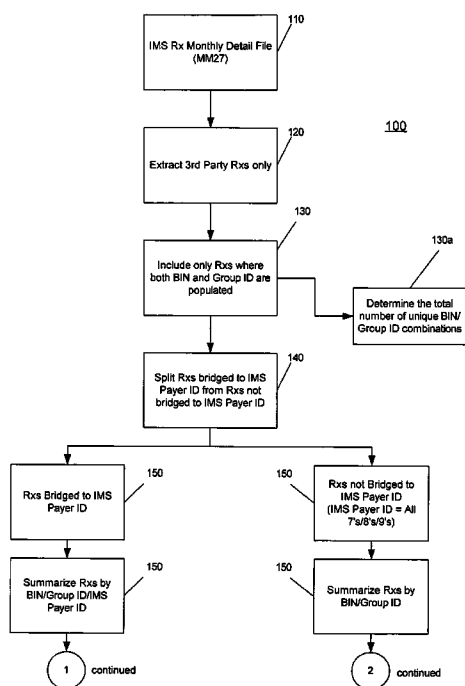 110
IMS Rx Monthly Detail File
(MM27)
100
120
Extract 3rd Party Rxs only
130
Include only Rxs where
both BIN and Group ID are
populated
130a
Determine the total
number of unique BIN/
Group ID combinations
140
Split Rxs bridged to IMS
Payer ID from Rxs not
bridged to IMS Payer ID
150
Rxs Bridged to IMS
Payer ID
150
Rxs not Bridged to
IMS Payer ID
(IMS Payer ID = All
7's/8's/9's)
150
Summarize Rxs by
BIN/Group ID/IMS
Payer ID
150
Summarize Rxs by
BIN/Group ID
1
continued
2
continued